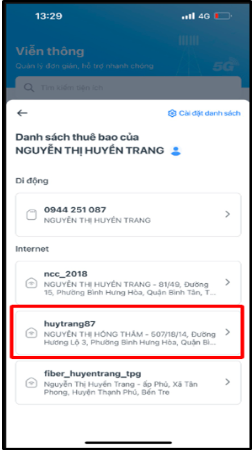 13:29
4G
Viễn thông
Quản lý đơn giản, hỗ trợ nhanh chóng
5G
Cài đặt danh sách
Danh sách thuê bao của
NGUYỄN THỊ HUYỀN TRANG
Di động
0944 251 087
NGUYỄN THỊ HUYỀN TRANG
Internet
ncc_2018
NGUYỄN THỊ HUYỀN TRANG - 81/49, Đường
15, Phường Bình Hưng Hòa, Quận Bình Tân, T...
huytrang87
NGUYỄN THỊ HỒNG THẮM - 507/18/14, Đường
Hương Lộ 3, Phường Bình Hưng Hòa, Quận Bì...
fiber_huyentrang_tpg
Nguyễn Thị Huyền Trang - ấp Phủ, Xã Tân
Phong, Huyện Thạnh Phú, Bến Tre